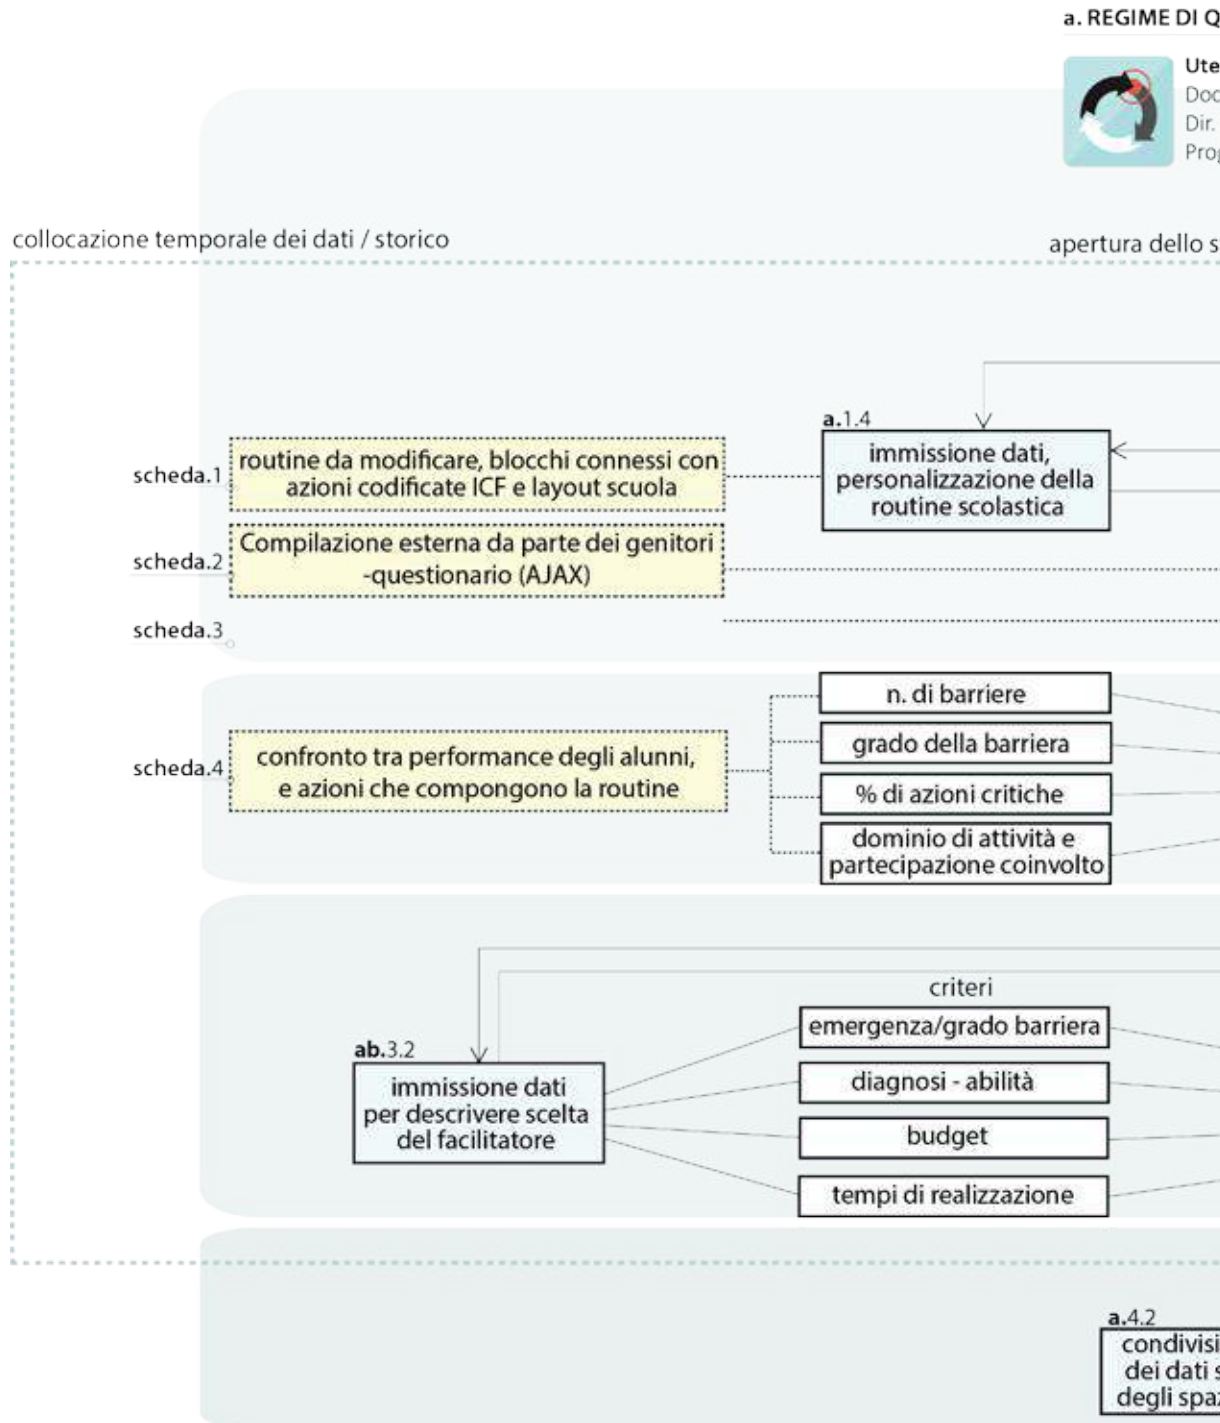 a. REGIME DI Q
Ute
Doc
Dir.
Prog
collocazione temporale dei dati / storico
apertura dello s
a.1.4
immissione dati,
personalizzazione della
routine scolastica
scheda.1
routine da modificare, blocchi connessi con
azioni codificate ICF e layout scuola
scheda.2
Compilazione esterna da parte dei genitori
-questionario (AJAX)
scheda.3
n. di barriere
grado della barriera
% di azioni critiche
dominio di attività e
partecipazione coinvolto
scheda.4
confronto tra performance degli alunni,
e azioni che compongono la routine
criteri
emergenza/grado barriera
diagnosi - abilità
budget
tempi di realizzazione
ab.3.2
immissione dati
per descrivere scelta
del facilitatore
a.4.2
condivisi
dei dati s
degli spaz